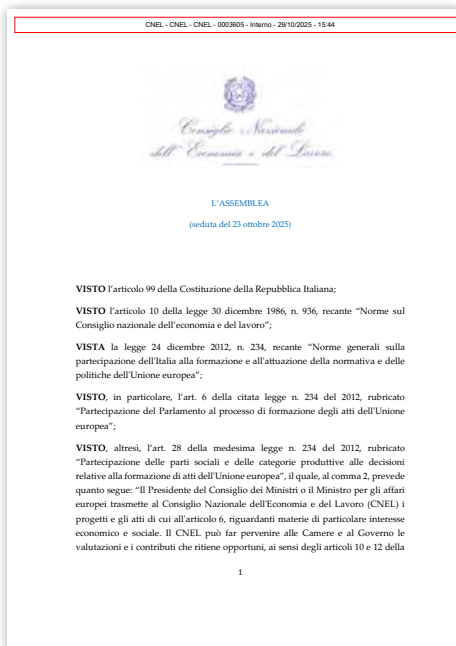 CNEL - CNEL - CNEL - 0003605 - Interno - 29/10/2025 - 15:44
Consiglio Nazionale
dell'Economia e del Lavoro
L'ASSEMBLEA
(seduta del 23 ottobre 2025)
VISTO l'articolo 99 della Costituzione della Repubblica Italiana;
VISTO l'articolo 10 della legge 30 dicembre 1986, n. 936, recante “Norme sul
Consiglio nazionale dell'economia e del lavoro”;
VISTA la legge 24 dicembre 2012, n. 234, recante “Norme generali sulla
partecipazione dell'Italia alla formazione e all'attuazione della normativa e delle
politiche dell'Unione europea”;
VISTO, in particolare, l'art. 6 della citata legge n. 234 del 2012, rubricato
“Partecipazione del Parlamento al processo di formazione degli atti dell'Unione
europea”;
VISTO, altresì, l'art. 28 della medesima legge n. 234 del 2012, rubricato
“Partecipazione delle parti sociali e delle categorie produttive alle decisioni
relative alla formazione di atti dell'Unione europea”, il quale, al comma 2, prevede
quanto segue: “Il Presidente del Consiglio dei Ministri o il Ministro per gli affari
europei trasmette al Consiglio Nazionale dell'Economia e del Lavoro (CNEL) i
progetti e gli atti di cui all'articolo 6, riguardanti materie di particolare interesse
economico e sociale. Il CNEL può far pervenire alle Camere e al Governo le
valutazioni e i contributi che ritiene opportuni, ai sensi degli articoli 10 e 12 della
1